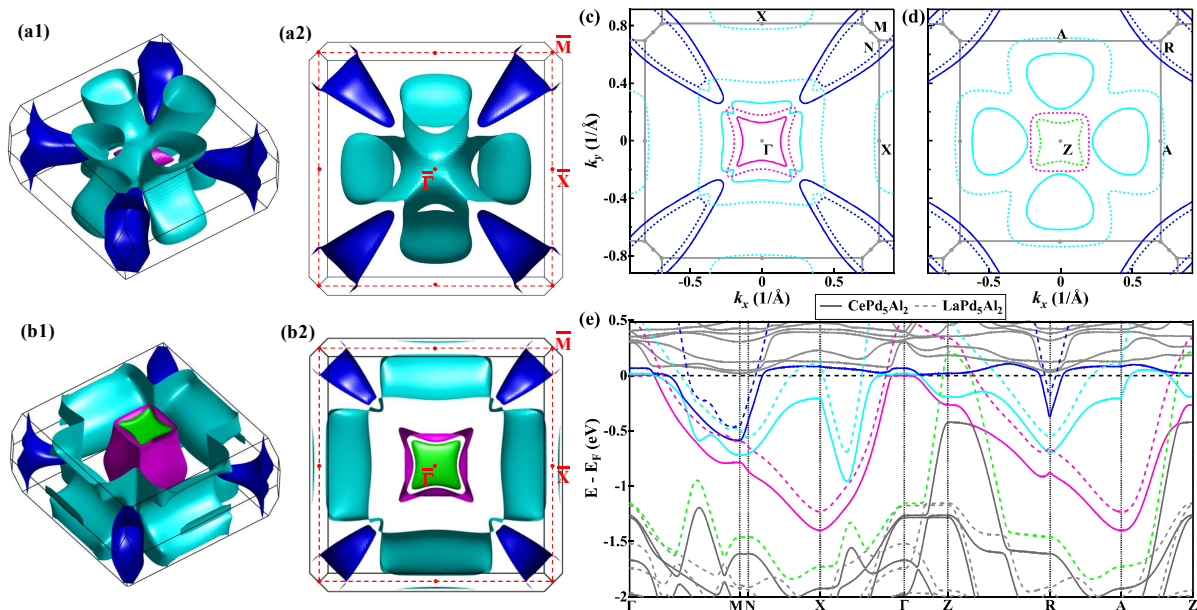 (a1)
(a2)
M
Γ
X
(b1)
(b2)
M
Γ
X
(c)
0.8
0.4
0
-0.4
-0.8
k_y (1/Å)
-0.5
0
0.5
k_x (1/Å)
X
M
N
Γ
X
(d)
A
R
Z
A
-0.5
0
0.5
k_x (1/Å)
CePd₅Al₂
LaPd₅Al₂
(e)
0.5
0
-0.5
-1
-1.5
-2
E - E_F (eV)
Γ
M
N
X
Γ
Z
R
A
Z